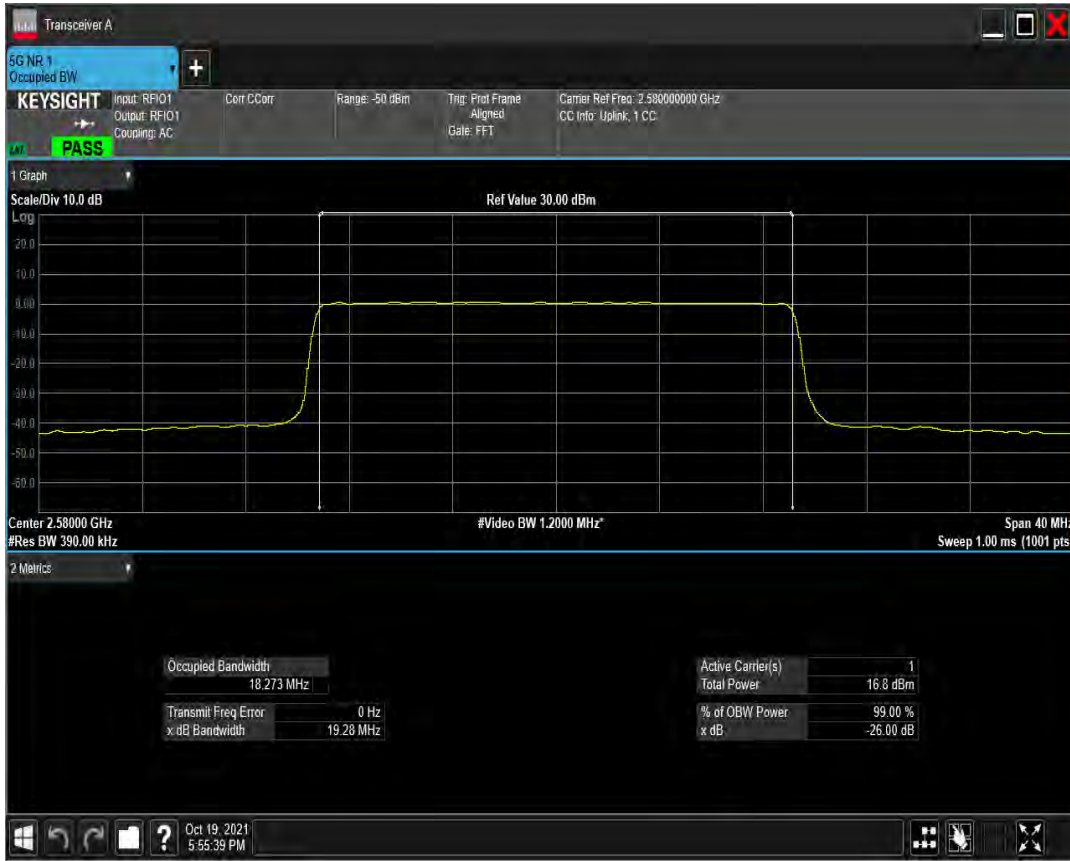 Transceiver A
5G NR 1
Occupied BW
+
KEYSIGHT
Input: RFIO1
Output: RFIO1
Coupling: AC
Corr CCorr
Range: -50 dBm
Trig: Prot Frame
Aligned
Gate: FFT
Carrier Ref Freq: 2.580000000 GHz
CC Info: Uplink, 1 CC
PASS
1 Graph
Scale/Div 10.0 dB
Ref Value 30.00 dBm
Log
20.0
10.0
0.00
-10.0
-20.0
-30.0
-40.0
-50.0
-60.0
Center 2.58000 GHz
#Video BW 1.2000 MHz*
Span 40 MHz
#Res BW 390.00 kHz
Sweep 1.00 ms (1001 pts
2 Metrics
Occupied Bandwidth
18.273 MHz
Transmit Freq Error 0 Hz
x dB Bandwidth 19.28 MHz
Active Carrier(s) 1
Total Power 16.8 dBm
% of OBW Power 99.00 %
x dB -26.00 dB
?
Oct 19, 2021
5:55:39 PM